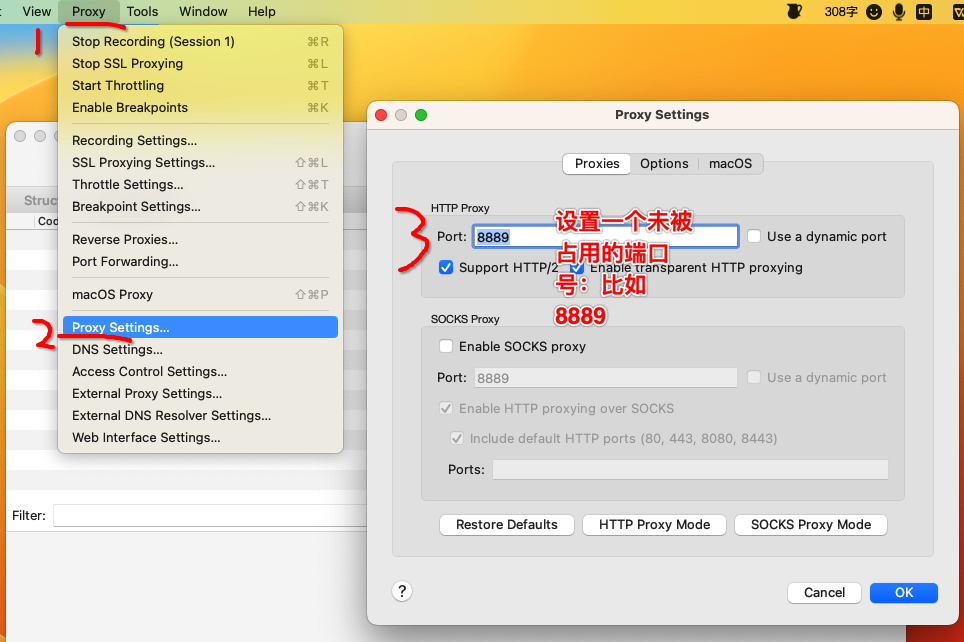 View Proxy Tools Window Help 308字 中
1
Stop Recording (Session 1) ⌘R
Stop SSL Proxying ⌘L
Start Throttling ⌘T
Enable Breakpoints ⌘K
Recording Settings...
SSL Proxying Settings... ⇧⌘L
Throttle Settings... ⇧⌘T
Breakpoint Settings... ⇧⌘K
Reverse Proxies...
Port Forwarding...
macOS Proxy ⇧⌘P
2
Proxy Settings...
DNS Settings...
Access Control Settings...
External Proxy Settings...
External DNS Resolver Settings...
Web Interface Settings...
Struc
Cod
Filter:
Proxy Settings
Proxies Options macOS
HTTP Proxy
3
Port: 8889 Use a dynamic port
Support HTTP/2 Enable transparent HTTP proxying
设置一个未被
占用的端口
号：比如
8889
SOCKS Proxy
Enable SOCKS proxy
Port: 8889 Use a dynamic port
Enable HTTP proxying over SOCKS
Include default HTTP ports (80, 443, 8080, 8443)
Ports:
Restore Defaults HTTP Proxy Mode SOCKS Proxy Mode
? Cancel OK